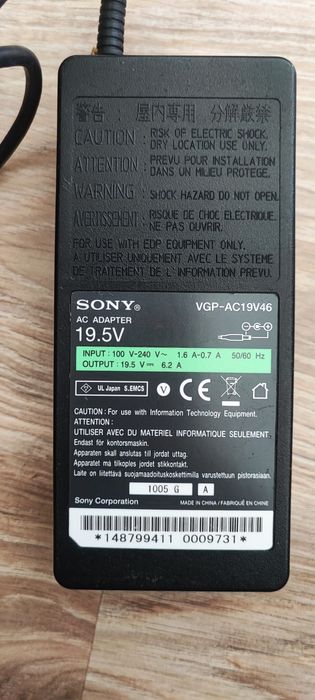 警告 : 屋内専用 分解厳禁
CAUTION : RISK OF ELECTRIC SHOCK.
DRY LOCATION USE ONLY.
ATTENTION : PREVU POUR INSTALLATION
DANS UN MILIEU PROTEGE.
WARNING : SHOCK HAZARD DO NOT OPEN.
AVERTISSEMENT : RISQUE DE CHOC ELECTRIQUE.
NE PAS OUVRIR.
FOR USE WITH EDP EQUIPMENT ONLY.
A UTILISER UNIQUEMENT AVEC LE SYSTEME
DE TRAITEMENT DE L'INFORMATION PREVU.
SONY®
VGP-AC19V46
AC ADAPTER
19.5V
INPUT : 100 V-240 V~ 1.6 A-0.7 A 50/60 Hz
OUTPUT : 19.5 V⎓ 6.2 A
UL Japan S.EMCS V CE
CAUTION : For use with Information Technology Equipment.
ATTENTION :
UTILISER AVEC DU MATERIEL INFORMATIQUE SEULEMENT.
Endast för kontorsmaskin.
Apparaten skall anslutas till jordat uttag.
Apparatet må tilkoples jordet stikkontakt.
Laite on liitettävä suojamaadoituskoskettimilla varustettuun pistorasiaan.
1005 G A
Sony Corporation
MADE IN CHINA / FABRIQUÉ EN CHINE
*148799411 0009731*